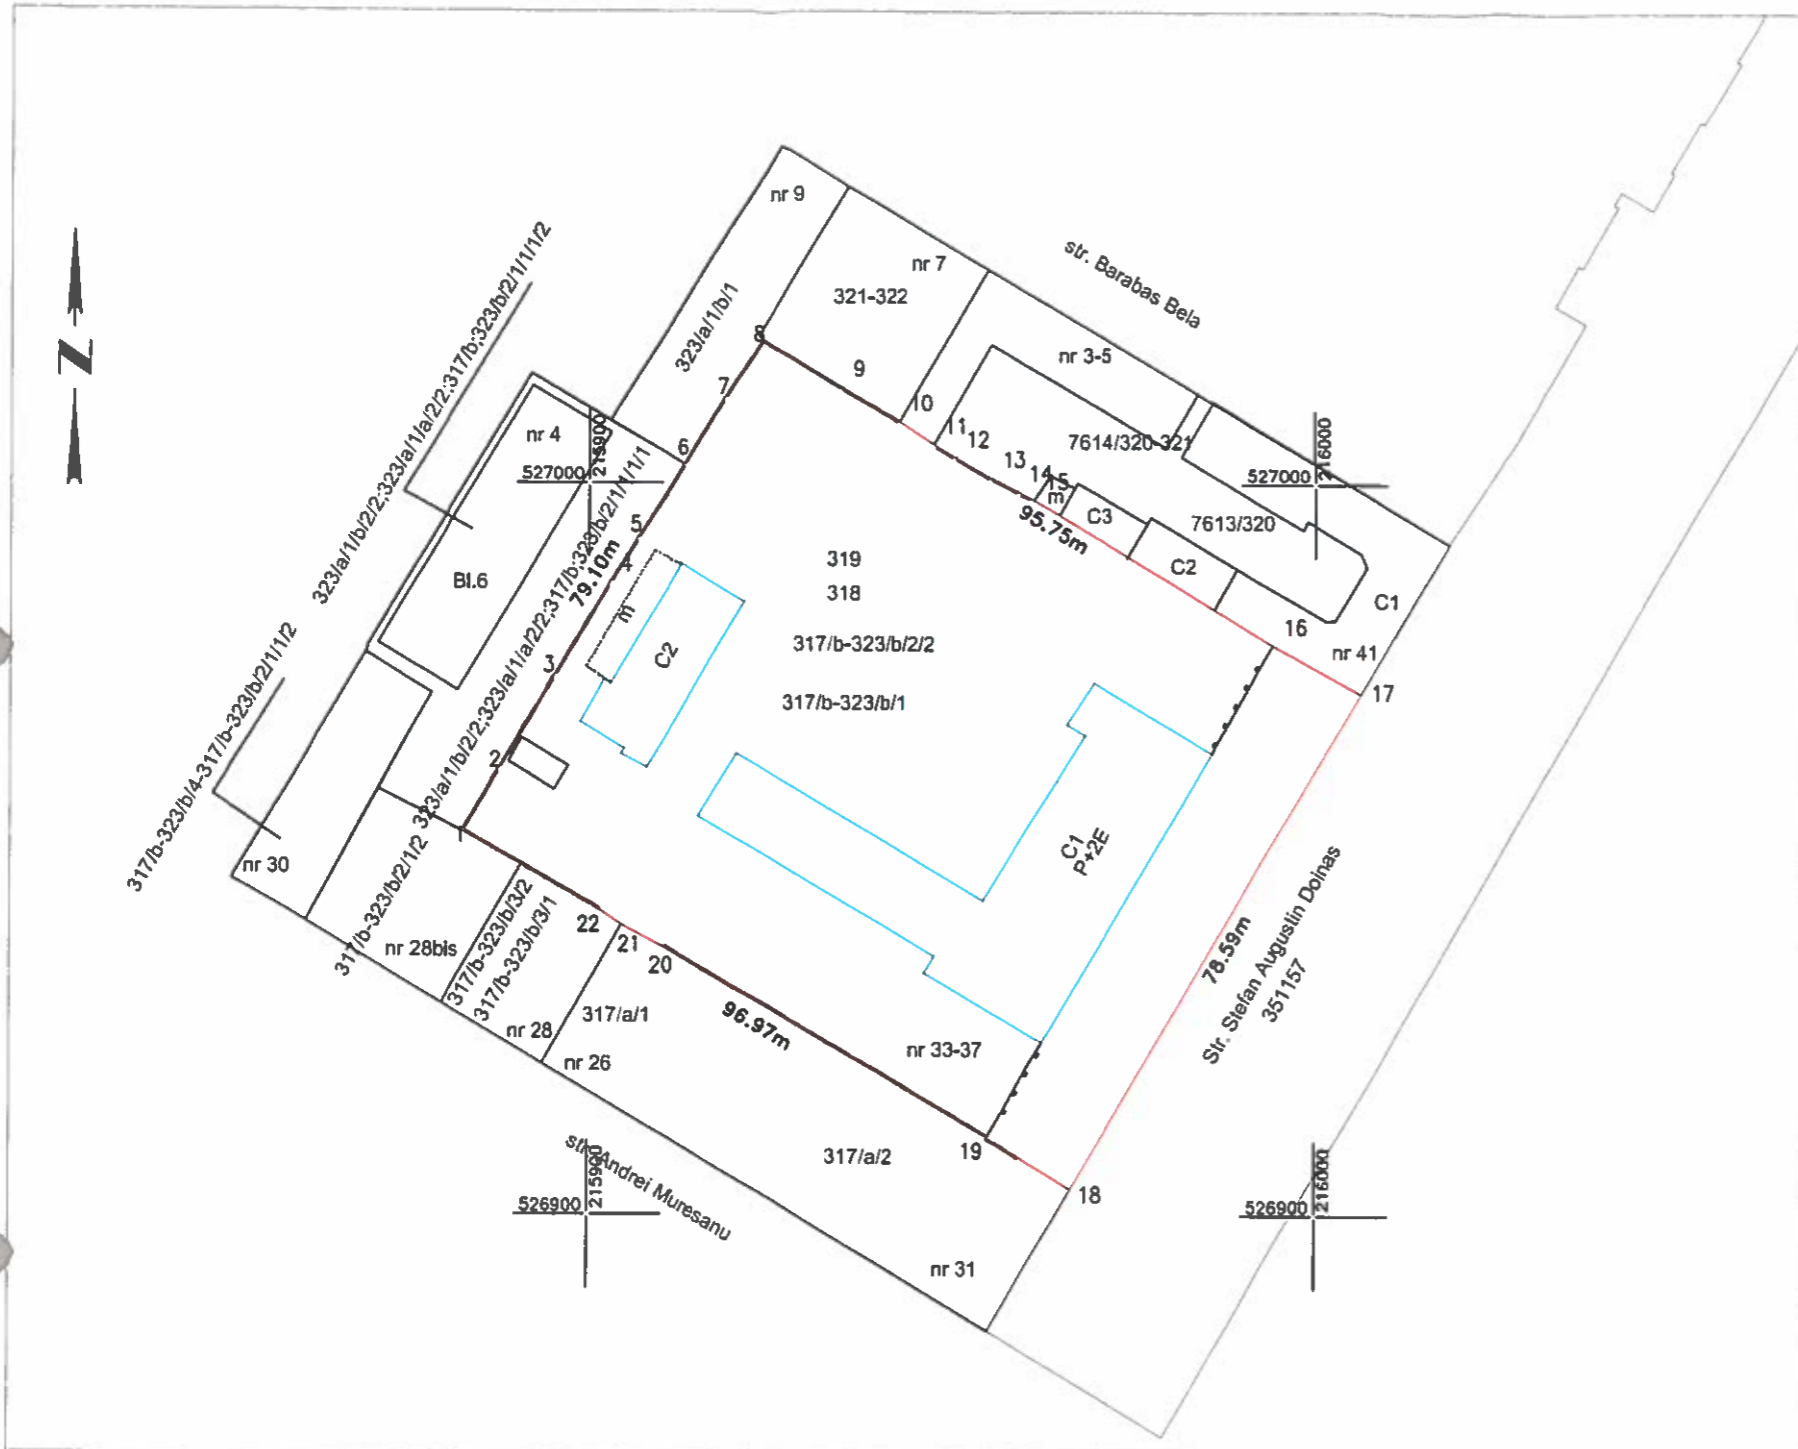 nr 9
nr 7
str. Barabas Bela
321-322
323/a/1/b/1
nr 3-5
8
9
7
10
11
12
7614/320-321
13
14
15
m
C3
95.75m
7613/320
C2
C1
16
nr 41
17
527000
216000
527000
215900
323/a/1/b/2/2;323/a/1/a/2/2;317/b;323/b/2/1/1/1/2
nr 4
6
5
4
79.10m
Bl.6
323/a/1/b/2/2;323/a/1/a/2/2;317/b;323/b/2/1/1/1/1
Z
m
C2
3
2
1
319
318
317/b-323/b/2/2
317/b-323/b/1
C1
P+2E
317/b-323/b/4-317/b-323/b/2/1/1/2
nr 30
317/b-323/b/2/1/2
nr 28bis
317/b-323/b/3/2
317/b-323/b/3/1
22
21
20
nr 28
317/a/1
nr 26
96.97m
nr 33-37
78.59m
Str. Stefan Augustin Doinas
351157
19
18
317/a/2
nr 31
str. Andrei Muresanu
526900
215900
526900
216000